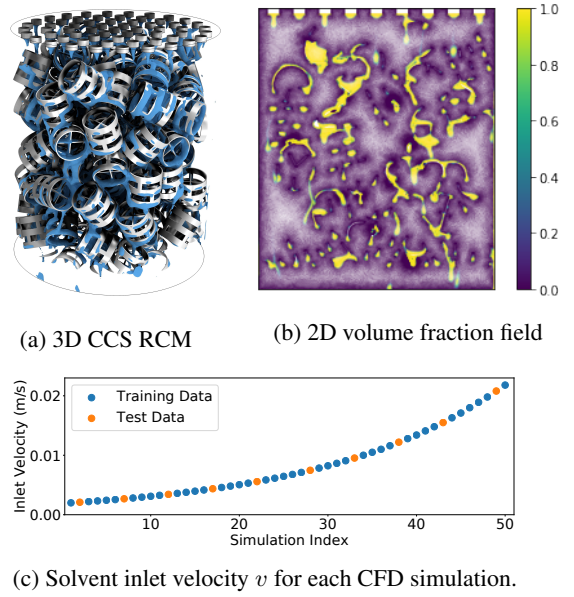 1.0
0.8
0.6
0.4
0.2
0.0
(a) 3D CCS RCM
(b) 2D volume fraction field
Inlet Velocity (m/s)
0.02
0.01
0.00
Training Data
Test Data
10 20 30 40 50
Simulation Index
(c) Solvent inlet velocity v for each CFD simulation.